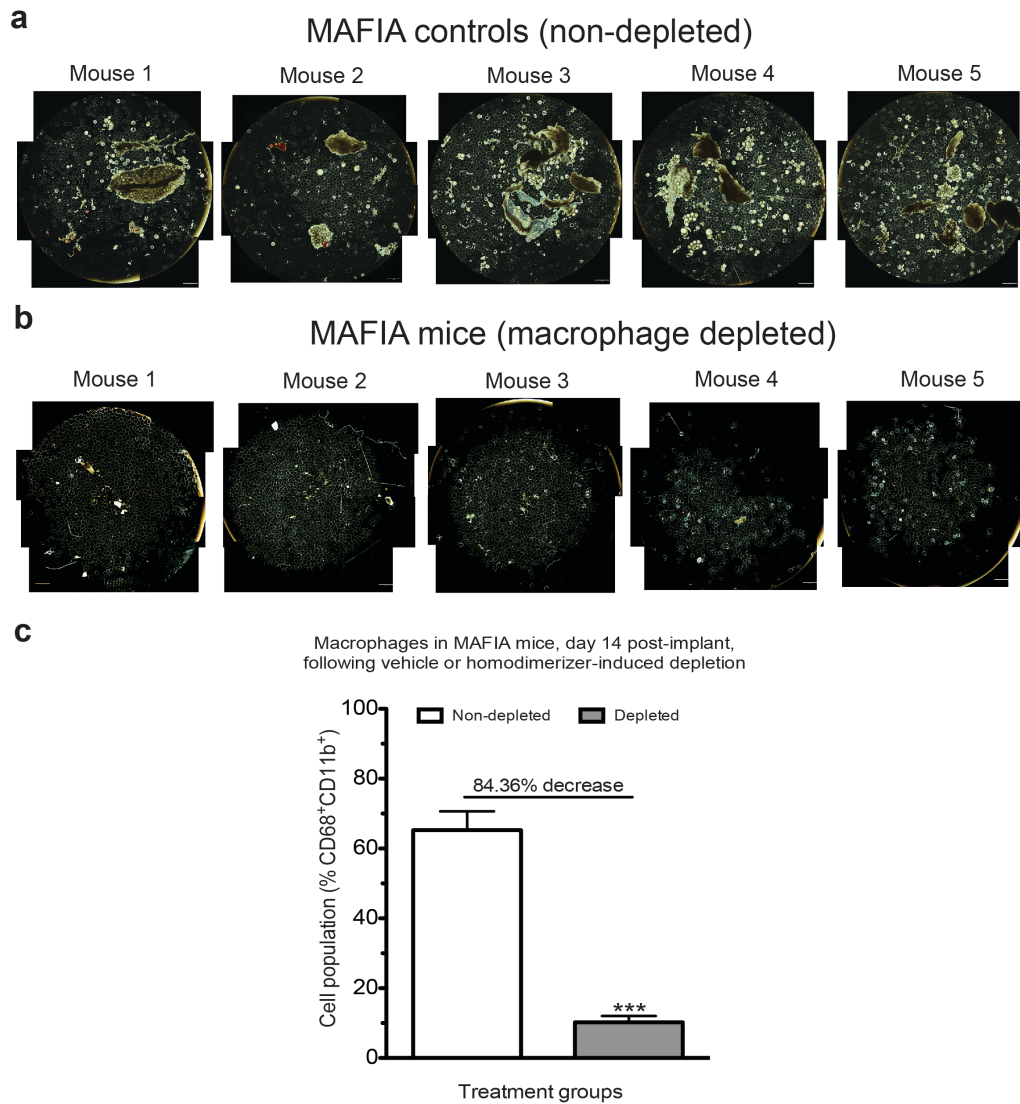 a
MAFIA controls (non-depleted)
Mouse 1 Mouse 2 Mouse 3 Mouse 4 Mouse 5
b
MAFIA mice (macrophage depleted)
Mouse 1 Mouse 2 Mouse 3 Mouse 4 Mouse 5
c
Macrophages in MAFIA mice, day 14 post-implant,
following vehicle or homodimerizer-induced depletion
Cell population (% CD68+CD11b+)
100
80
60
40
20
0
Non-depleted Depleted
84.36% decrease
***
Treatment groups